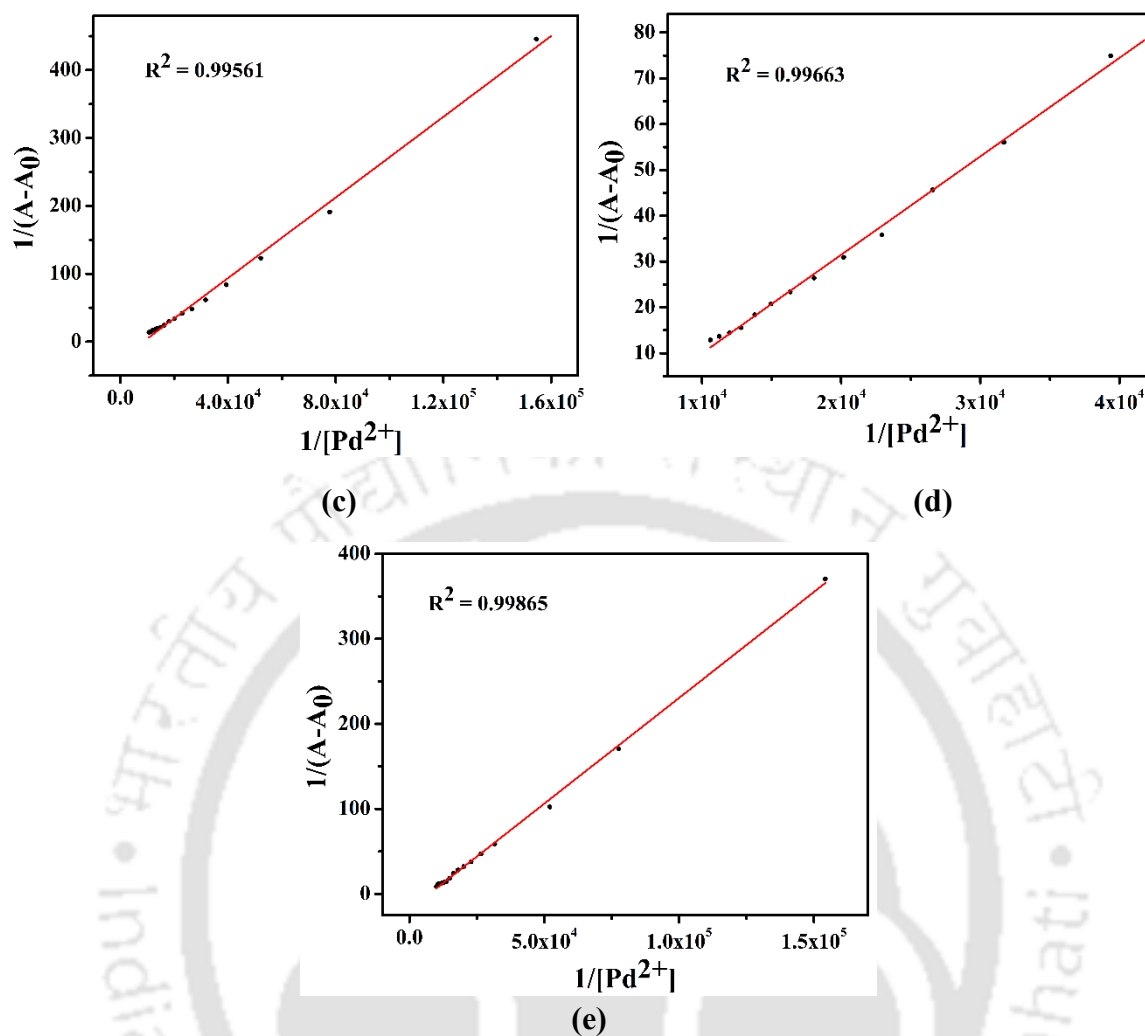 R² = 0.99561
1/(A-A₀)
400
300
200
100
0
0.0 4.0x10⁴ 8.0x10⁴ 1.2x10⁵ 1.6x10⁵
1/[Pd²⁺]
(c)
R² = 0.99663
1/(A-A₀)
80
70
60
50
40
30
20
10
1x10⁴ 2x10⁴ 3x10⁴ 4x10⁴
1/[Pd²⁺]
(d)
R² = 0.99865
1/(A-A₀)
400
300
200
100
0
0.0 5.0x10⁴ 1.0x10⁵ 1.5x10⁵
1/[Pd²⁺]
(e)
भारतीय
गुवाहाटी